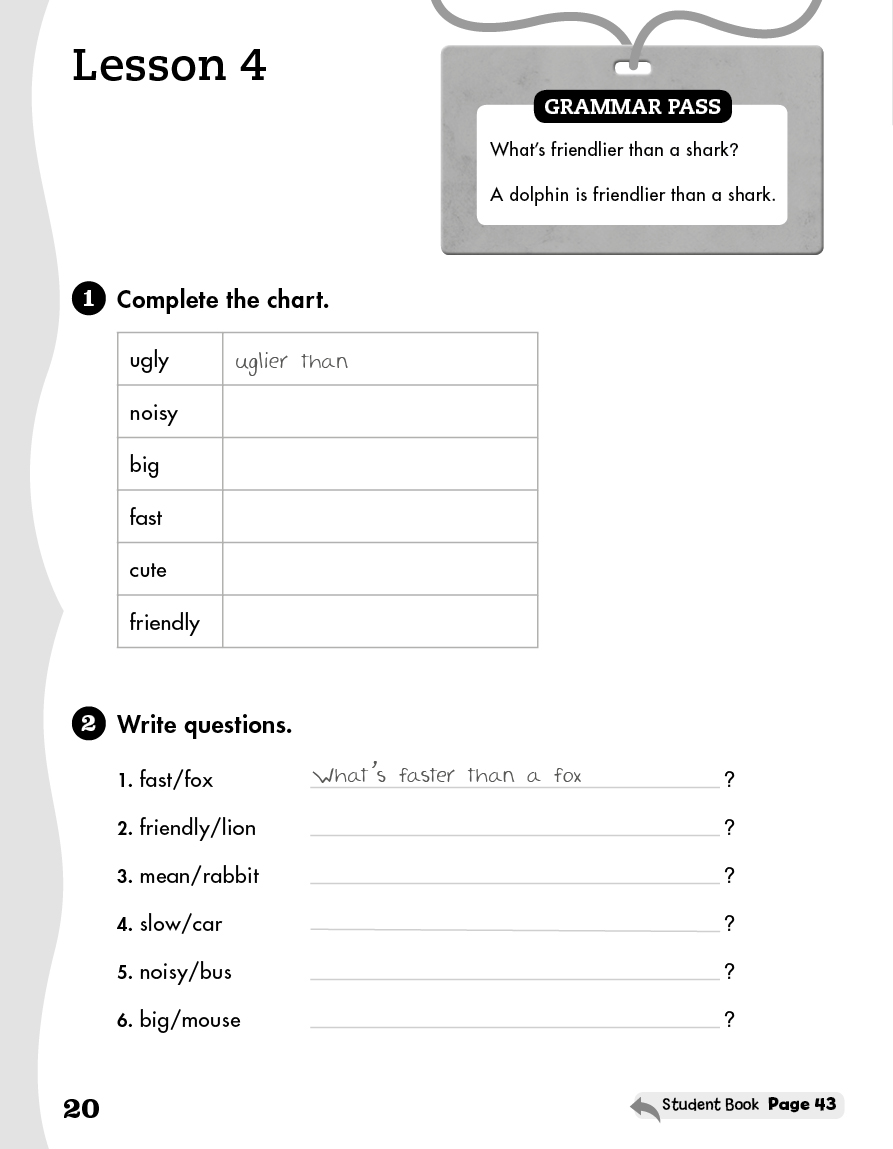 Lesson 4
GRAMMAR PASS
What's friendlier than a shark?
A dolphin is friendlier than a shark.
1 Complete the chart.
ugly uglier than
noisy
big
fast
cute
friendly
2 Write questions.
1. fast/fox What's faster than a fox ?
2. friendly/lion ?
3. mean/rabbit ?
4. slow/car ?
5. noisy/bus ?
6. big/mouse ?
20
Student Book Page 43